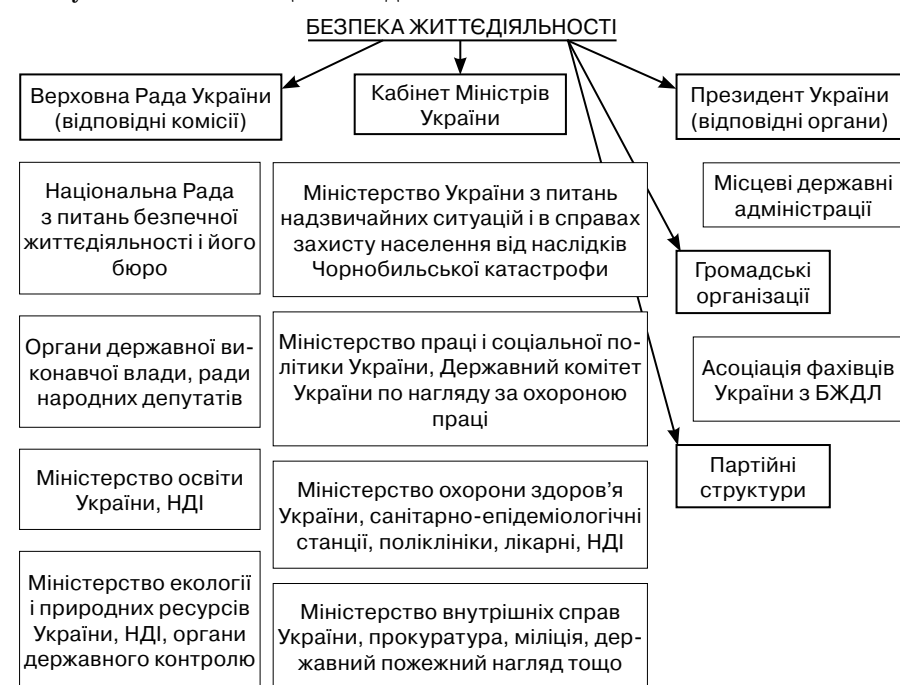 БЕЗПЕКА ЖИТТЄДІЯЛЬНОСТІ
Верховна Рада України
(відповідні комісії)
Кабінет Міністрів
України
Президент України
(відповідні органи)
Національна Рада
з питань безпечної
життєдіяльності і його
бюро
Міністерство України з питань
надзвичайних ситуацій і в справах
захисту населення від наслідків
Чорнобильської катастрофи
Місцеві державні
адміністрації
Громадські
організації
Органи державної ви-
конавчої влади, ради
народних депутатів
Міністерство праці і соціальної по-
літики України, Державний комітет
України по нагляду за охороною
праці
Асоціація фахівців
України з БЖДЛ
Партійні
структури
Міністерство освіти
України, НДІ
Міністерство охорони здоров'я
України, санітарно-епідеміологічні
станції, поліклініки, лікарні, НДІ
Міністерство екології
і природних ресурсів
України, НДІ, органи
державного контролю
Міністерство внутрішніх справ
України, прокуратура, міліція, дер-
жавний пожежний нагляд тощо